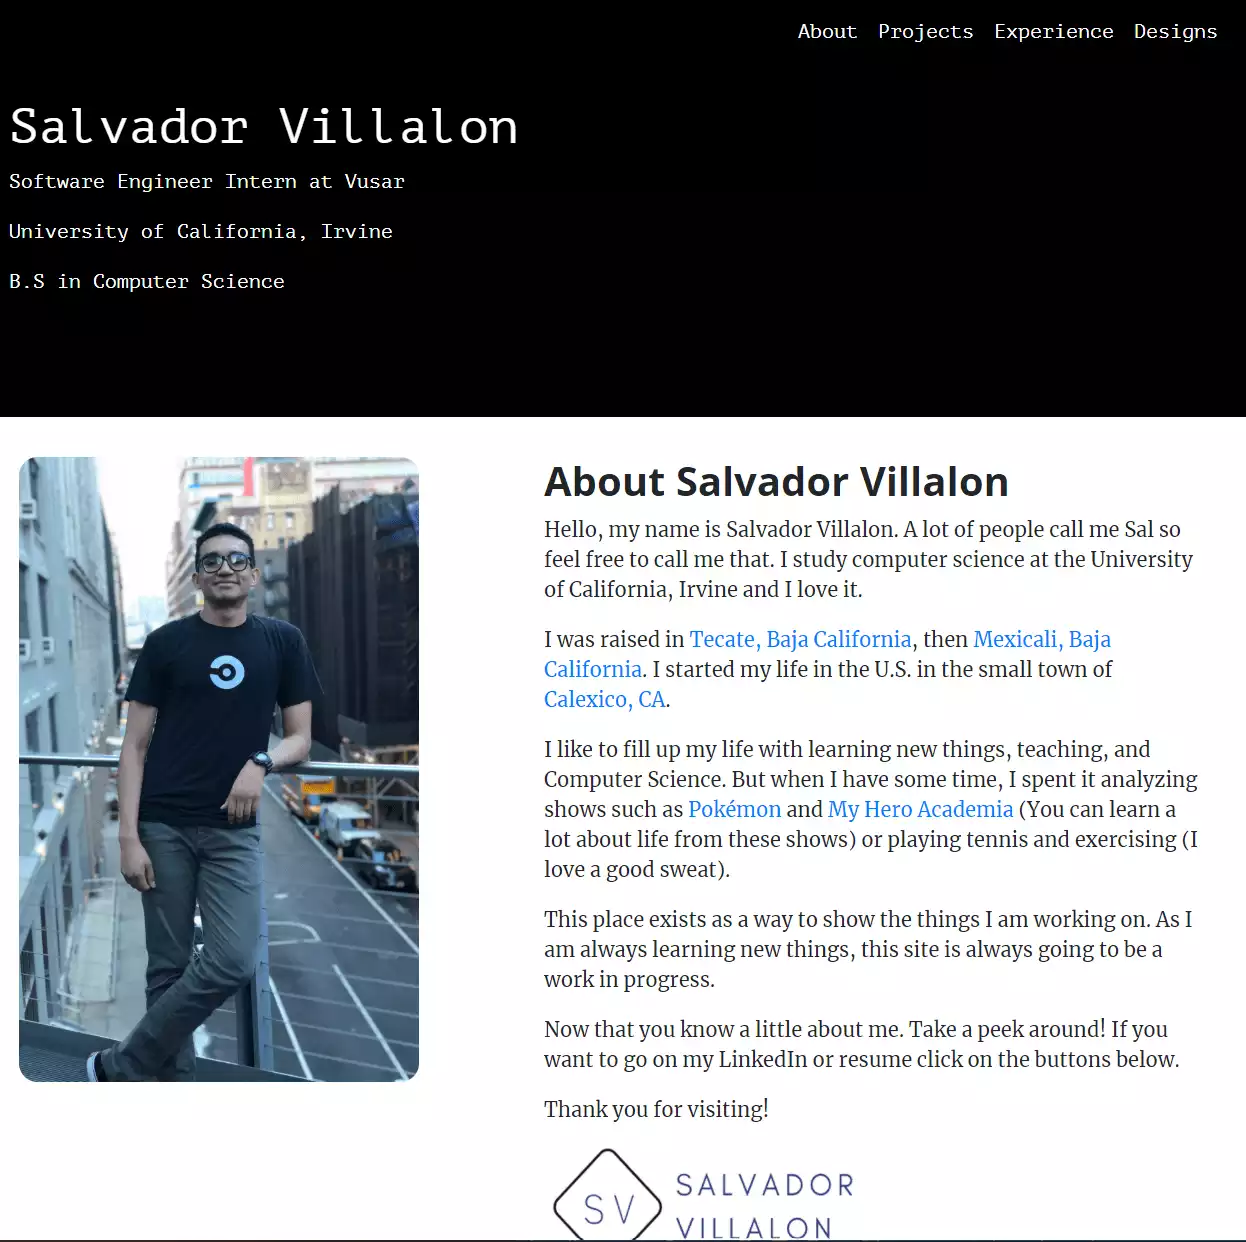 About Projects Experience Designs
Salvador Villalon
Software Engineer Intern at Vusar
University of California, Irvine
B.S in Computer Science
About Salvador Villalon
Hello, my name is Salvador Villalon. A lot of people call me Sal so
feel free to call me that. I study computer science at the University
of California, Irvine and I love it.
I was raised in Tecate, Baja California, then Mexicali, Baja
California. I started my life in the U.S. in the small town of
Calexico, CA.
I like to fill up my life with learning new things, teaching, and
Computer Science. But when I have some time, I spent it analyzing
shows such as Pokémon and My Hero Academia (You can learn a
lot about life from these shows) or playing tennis and exercising (I
love a good sweat).
This place exists as a way to show the things I am working on. As I
am always learning new things, this site is always going to be a
work in progress.
Now that you know a little about me. Take a peek around! If you
want to go on my LinkedIn or resume click on the buttons below.
Thank you for visiting!
SV
SALVADOR
VILLALON